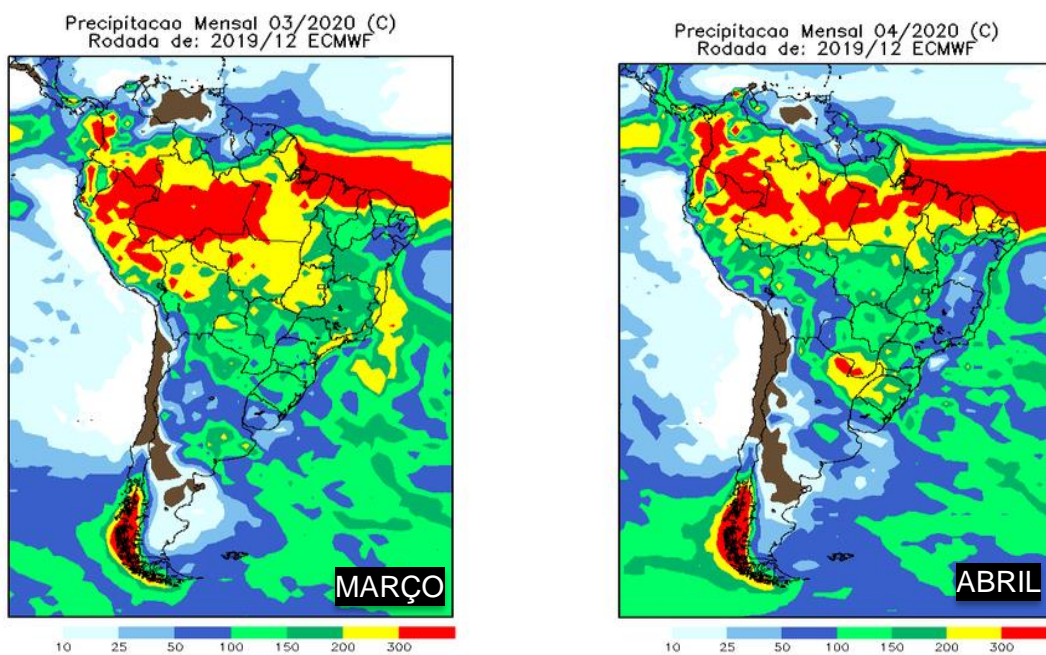 Precipitacao Mensal 03/2020 (C)
Rodada de: 2019/12 ECMWF
MARÇO
10 25 50 100 150 200 300
Precipitacao Mensal 04/2020 (C)
Rodada de: 2019/12 ECMWF
ABRIL
10 25 50 100 150 200 300